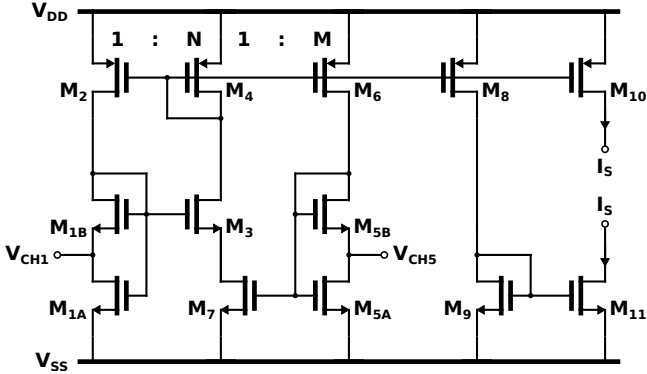 VDD
1 : N 1 : M
M2 M4 M6 M8 M10
IS
IS
M1B M3 M5B
VCH1 VCH5
M1A M7 M5A M9 M11
VSS